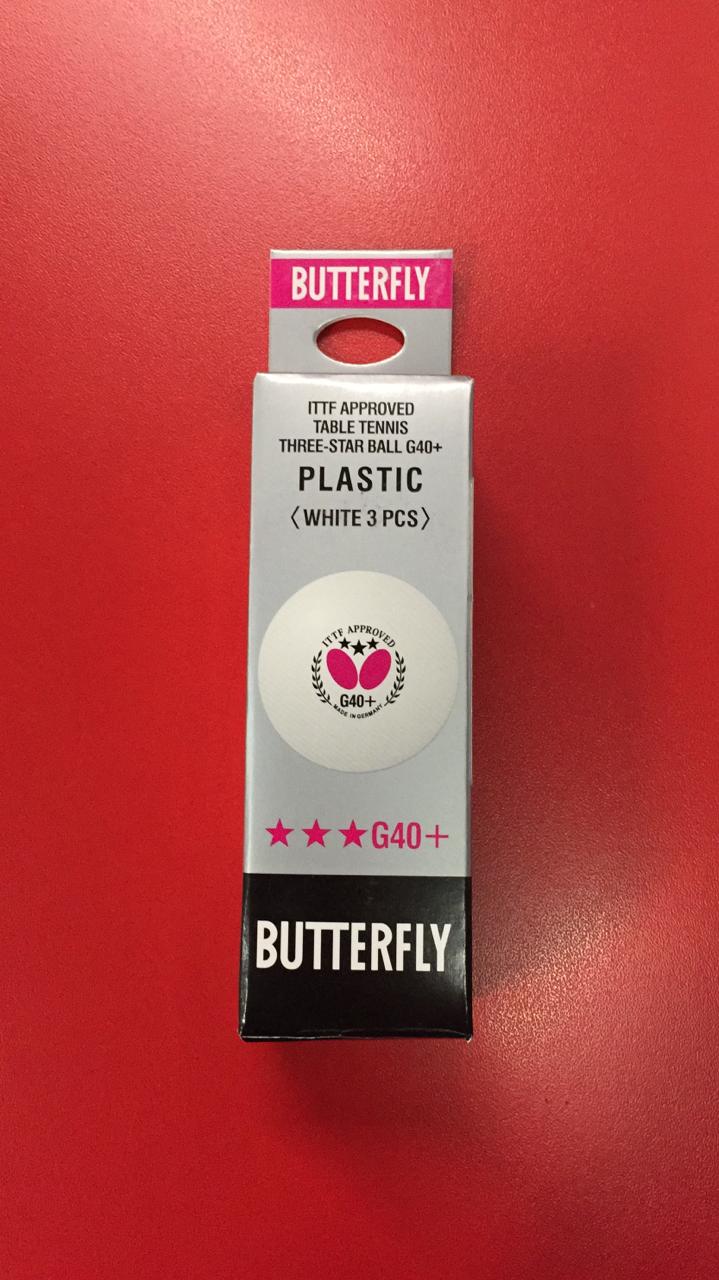 BUTTERFLY
ITTF APPROVED
TABLE TENNIS
THREE-STAR BALL G40+
PLASTIC
〈WHITE 3 PCS〉
ITTF APPROVED
G40+
MADE IN GERMANY
G40+
BUTTERFLY